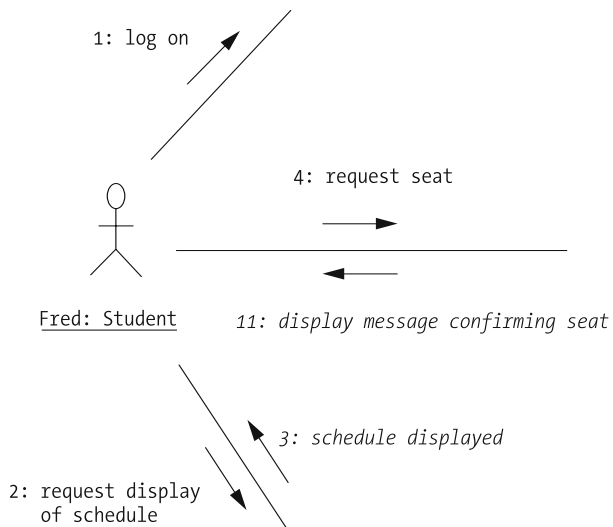 1: log on
4: request seat
Fred: Student
11: display message confirming seat
3: schedule displayed
2: request display
of schedule